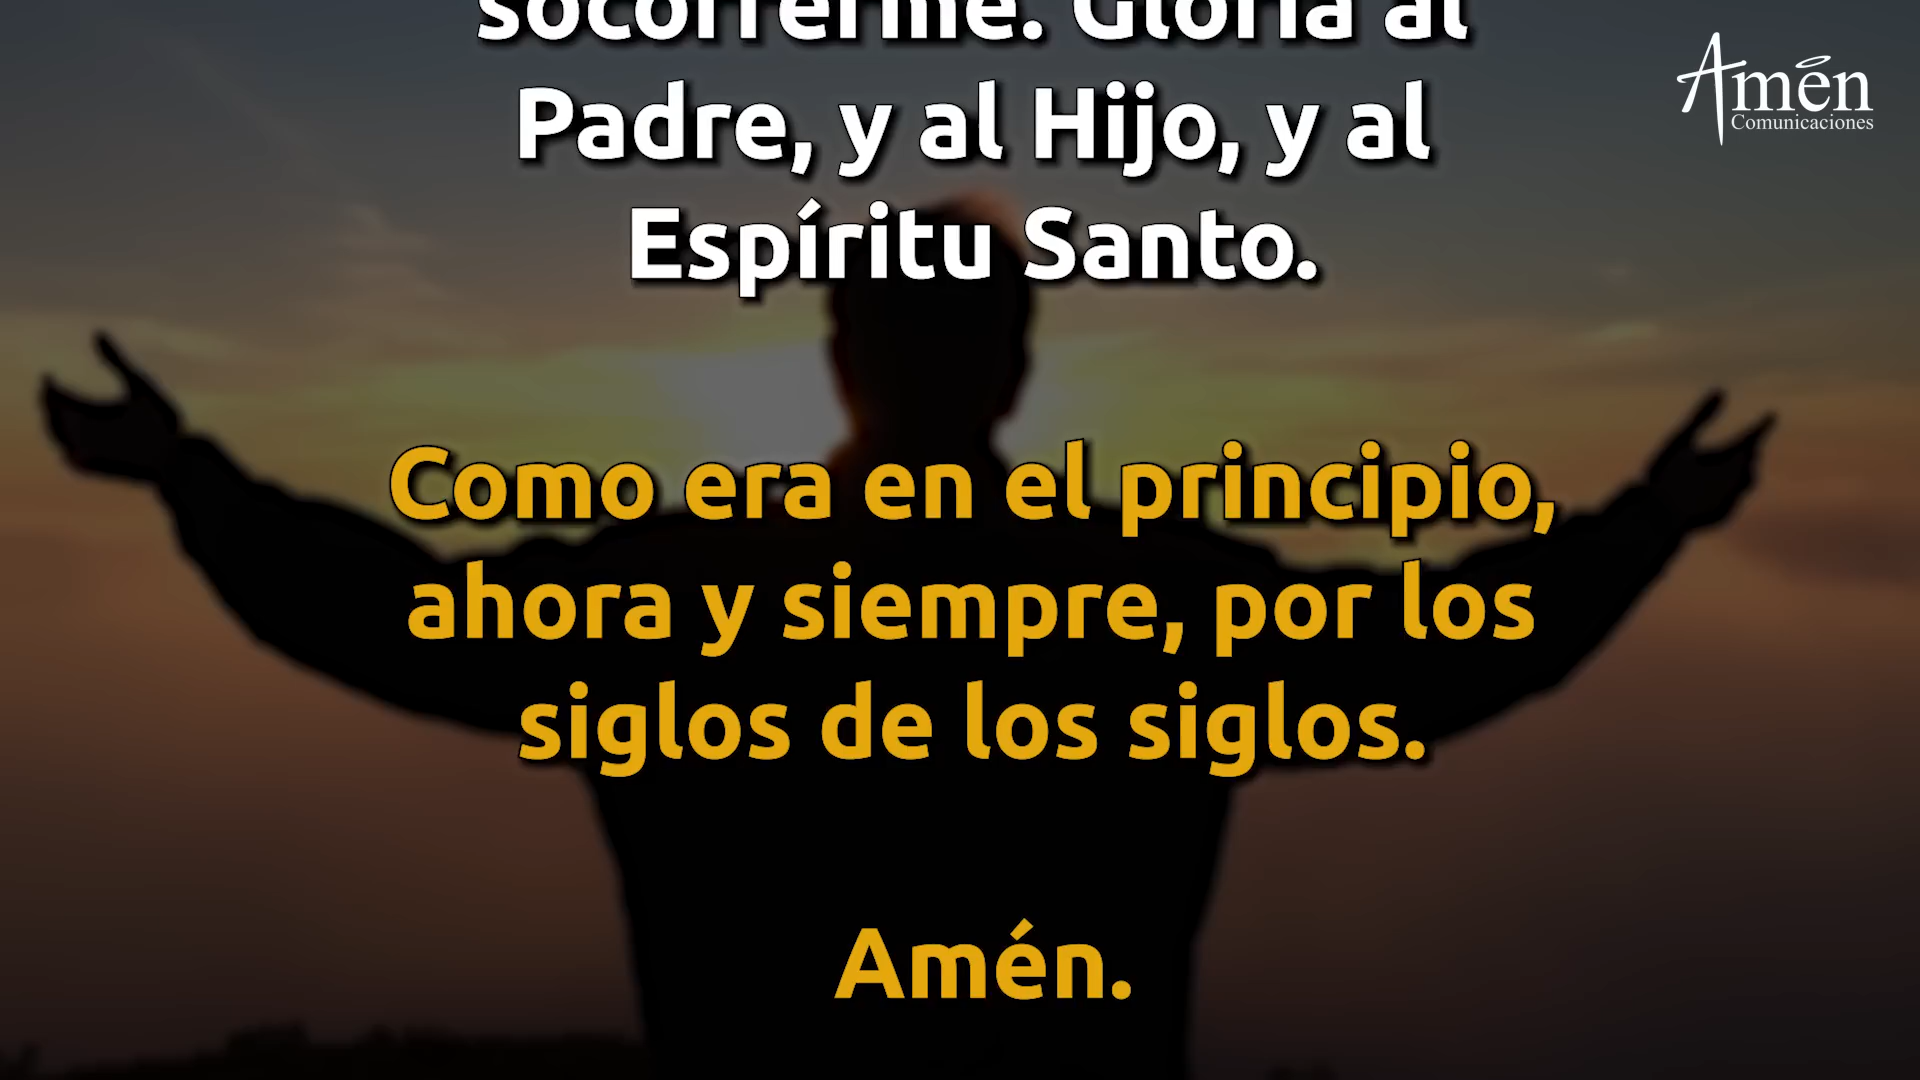 socorrerme. Gloria al
Padre, y al Hijo, y al
Espíritu Santo.
Como era en el principio,
ahora y siempre, por los
siglos de los siglos.
Amén.
Amén
Comunicaciones